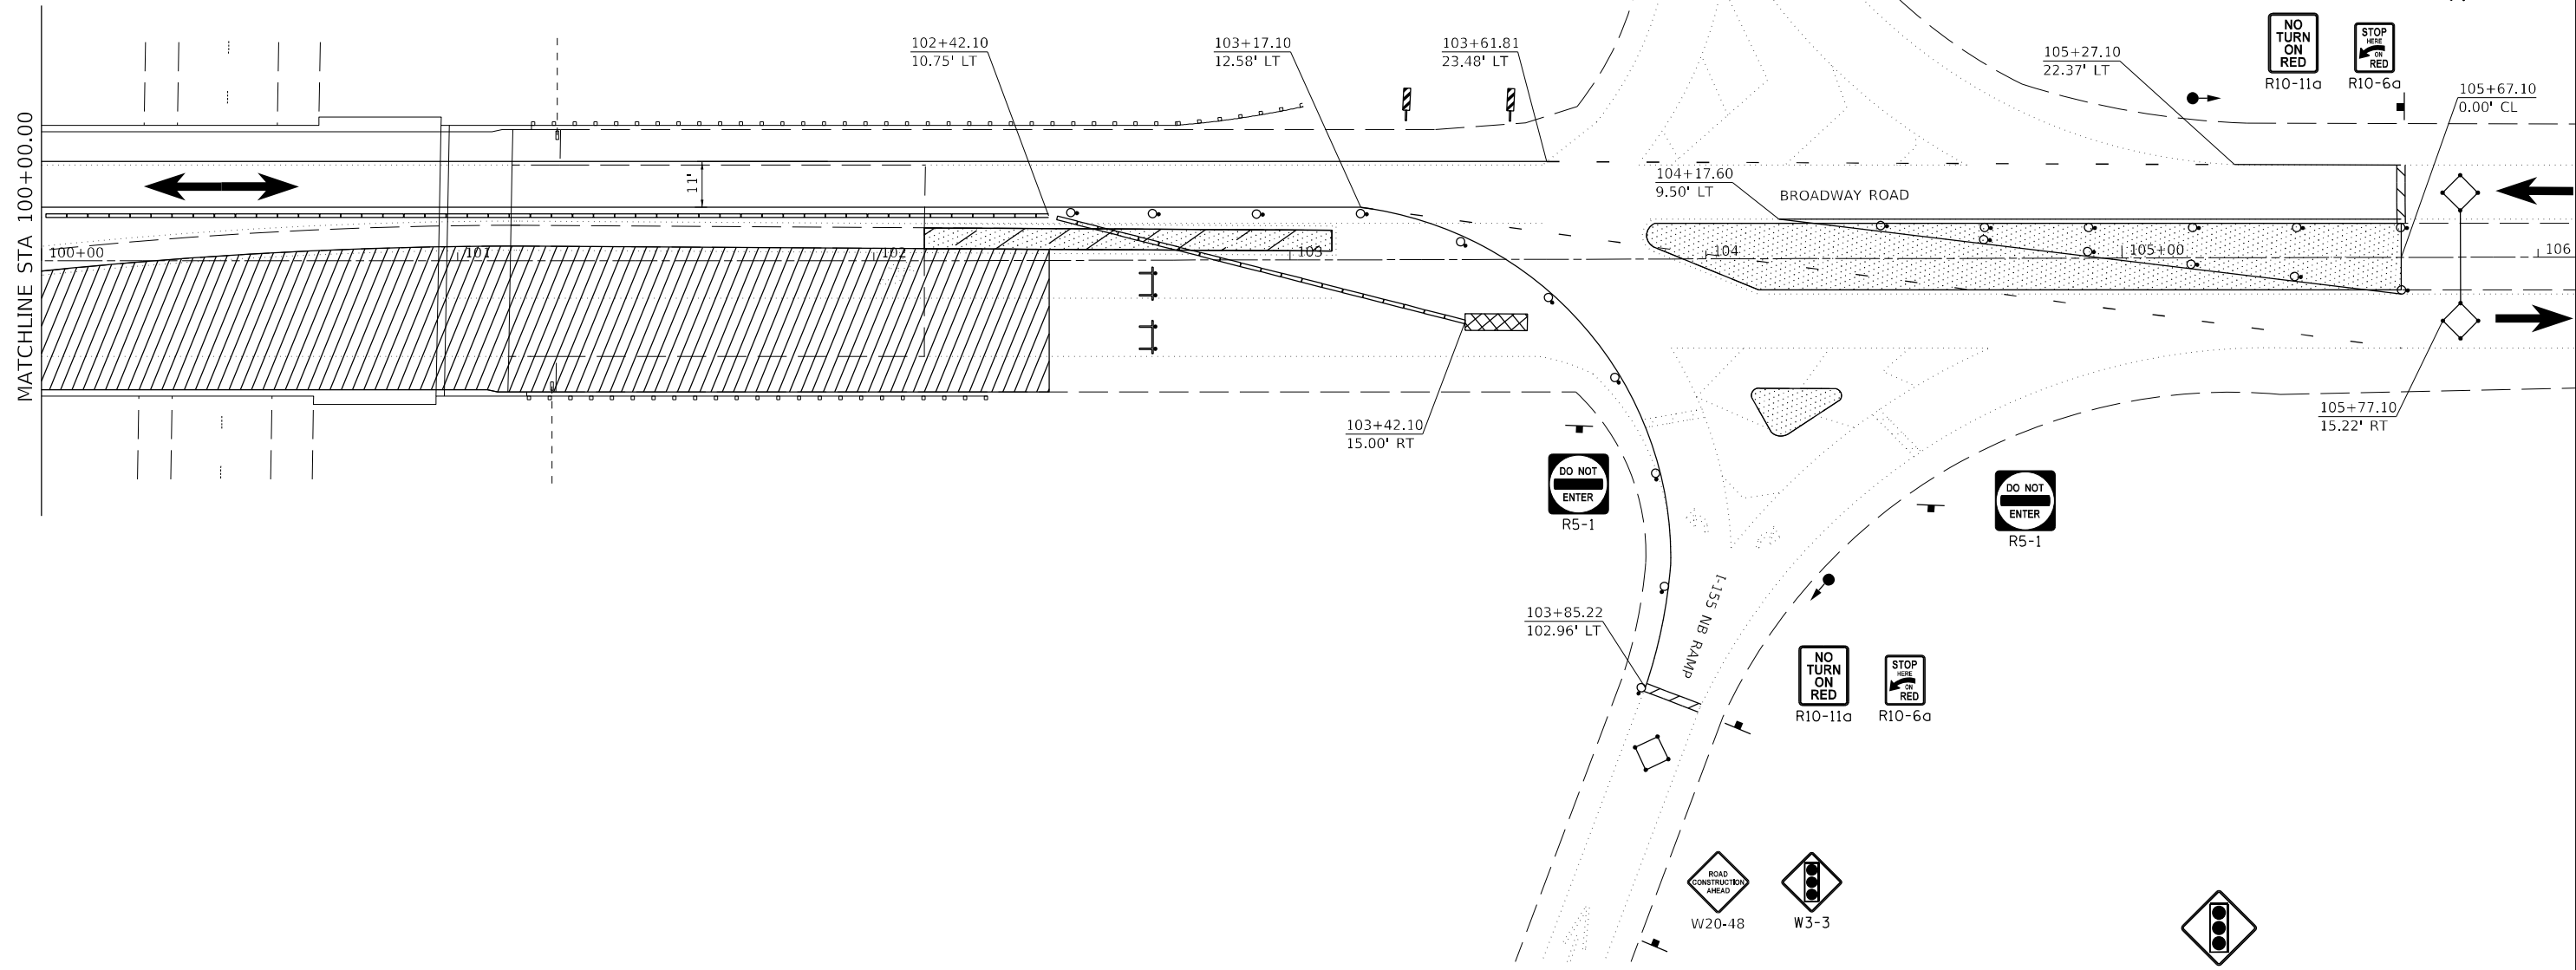 MATCHLINE STA 100+00.00
102+42.10
10.75' LT
103+17.10
12.58' LT
103+61.81
23.48' LT
105+27.10
22.37' LT
NO
TURN
ON
RED
R10-11a
STOP
HERE
ON
RED
R10-6a
105+67.10
0.00' CL
11'
104+17.60
9.50' LT
BROADWAY ROAD
100+00
101
102
103
104
105+00
106
103+42.10
15.00' RT
105+77.10
15.22' RT
DO NOT
ENTER
R5-1
DO NOT
ENTER
R5-1
I-155 NB RAMP
103+85.22
102.96' LT
NO
TURN
ON
RED
R10-11a
STOP
HERE
ON
RED
R10-6a
ROAD
CONSTRUCTION
AHEAD
W20-48
W3-3